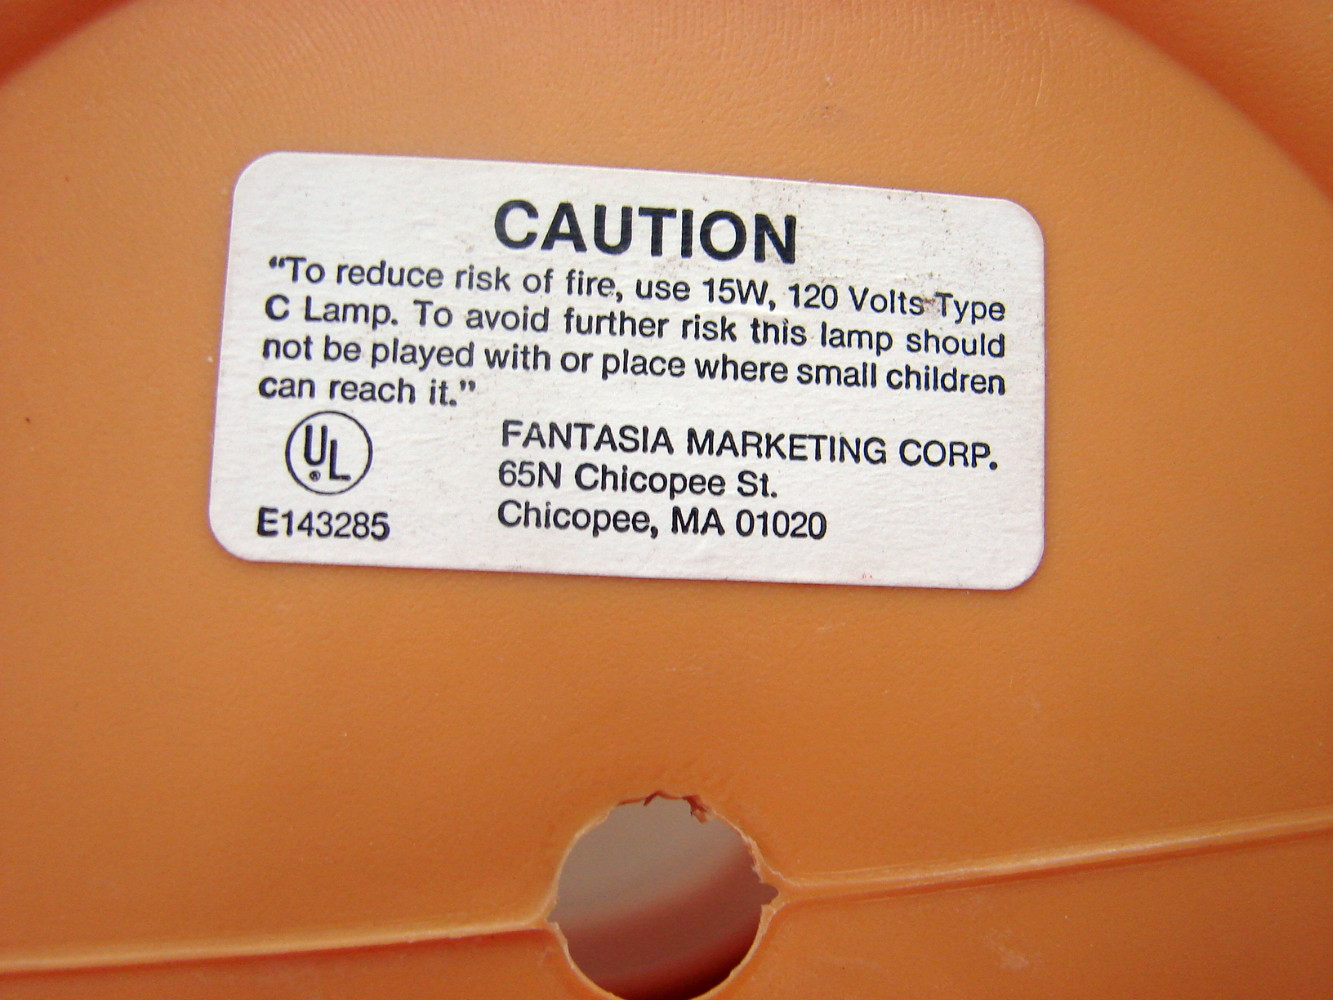 CAUTION
“To reduce risk of fire, use 15W, 120 Volts Type
C Lamp. To avoid further risk this lamp should
not be played with or place where small children
can reach it.”
UL
E143285
FANTASIA MARKETING CORP.
65N Chicopee St.
Chicopee, MA 01020